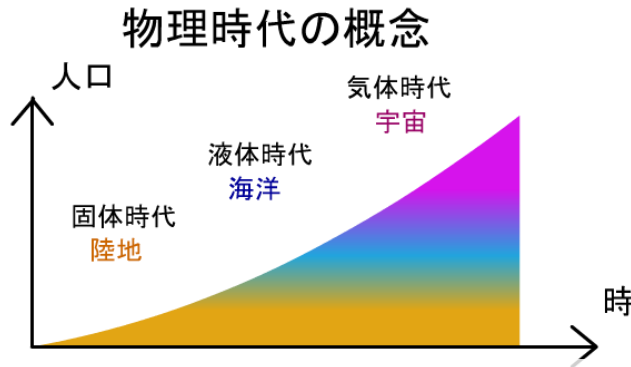 物理時代の概念
人口
気体時代
宇宙
液体時代
海洋
固体時代
陸地
時